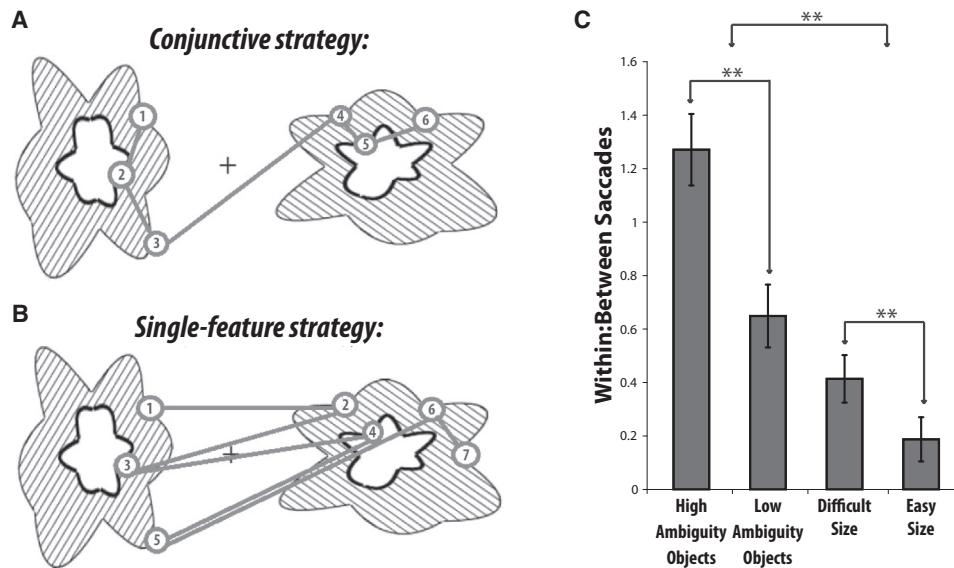 A
Conjunctive strategy:
1
2
3
4
5
6
+
B
Single-feature strategy:
1
2
3
4
5
6
7
+
C
**
**
**
Within:Between Saccades
1.6
1.4
1.2
1
0.8
0.6
0.4
0.2
0
High
Ambiguity
Objects
Low
Ambiguity
Objects
Difficult
Size
Easy
Size